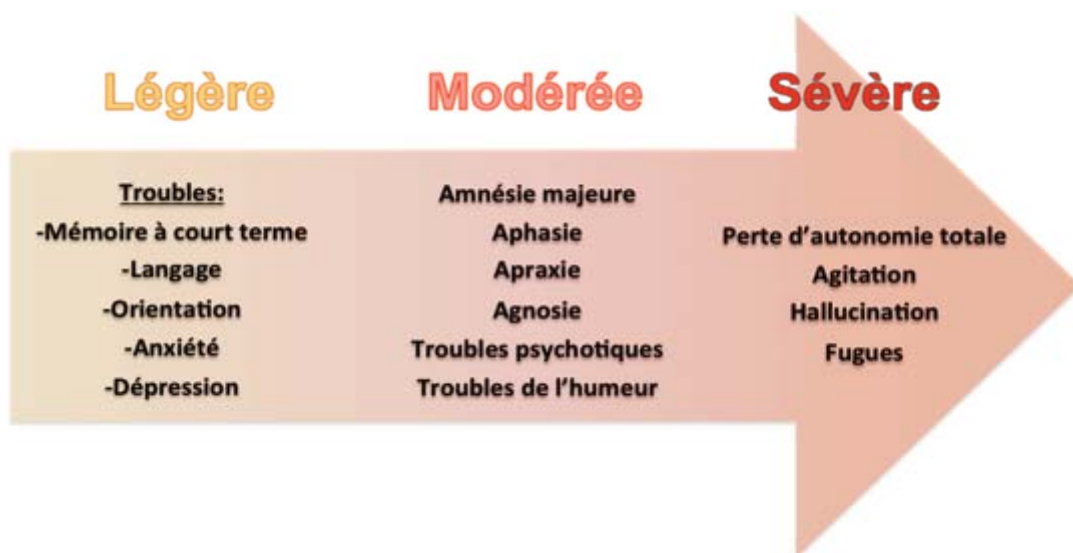 Légère
Modérée
Sévère
Troubles:
-Mémoire à court terme
-Langage
-Orientation
-Anxiété
-Dépression
Amnésie majeure
Aphasie
Apraxie
Agnosie
Troubles psychotiques
Troubles de l'humeur
Perte d'autonomie totale
Agitation
Hallucination
Fugues